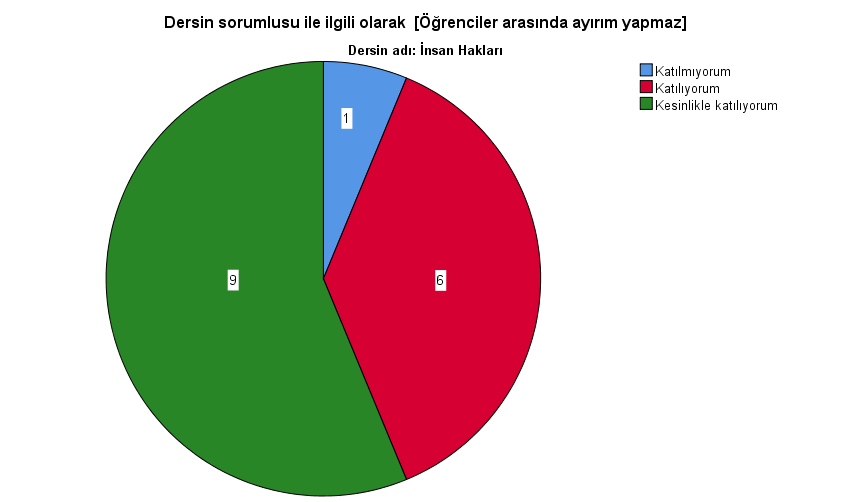 Dersin sorumlusu ile ilgili olarak [Öğrenciler arasında ayırım yapmaz]
Dersin adı: İnsan Hakları
Katılmıyorum
Katılıyorum
Kesinlikle katılıyorum
1
9
6